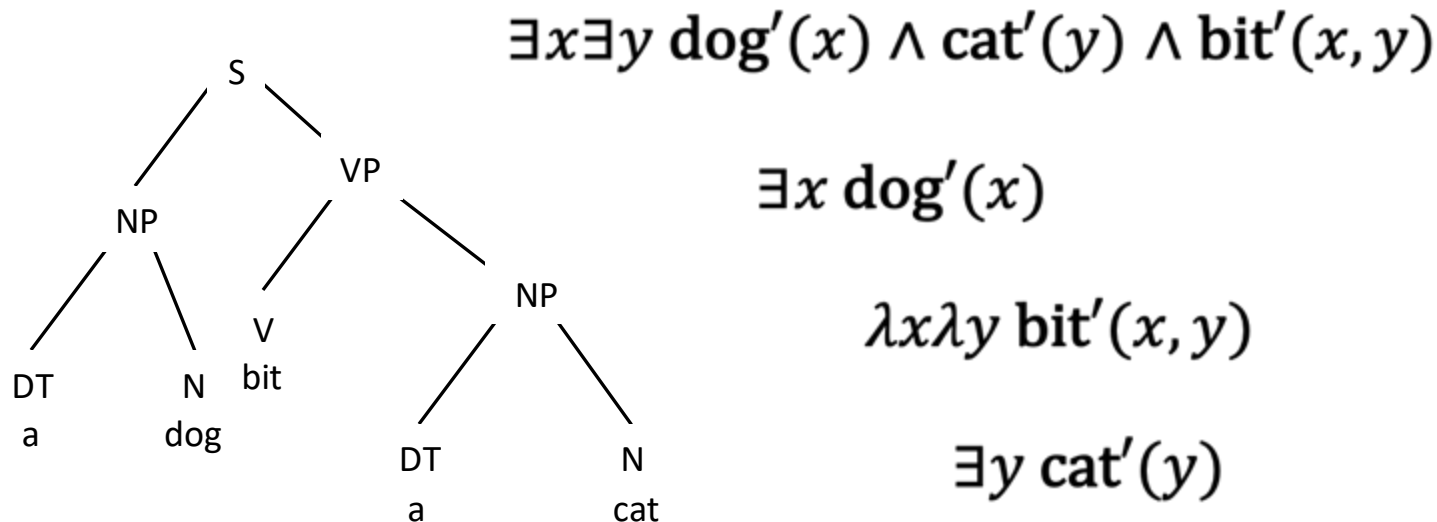 S
VP
NP
NP
V
bit
DT
a
N
dog
DT
a
N
cat
∃x∃y dog′(x) ∧ cat′(y) ∧ bit′(x, y)
∃x dog′(x)
λxλy bit′(x, y)
∃y cat′(y)